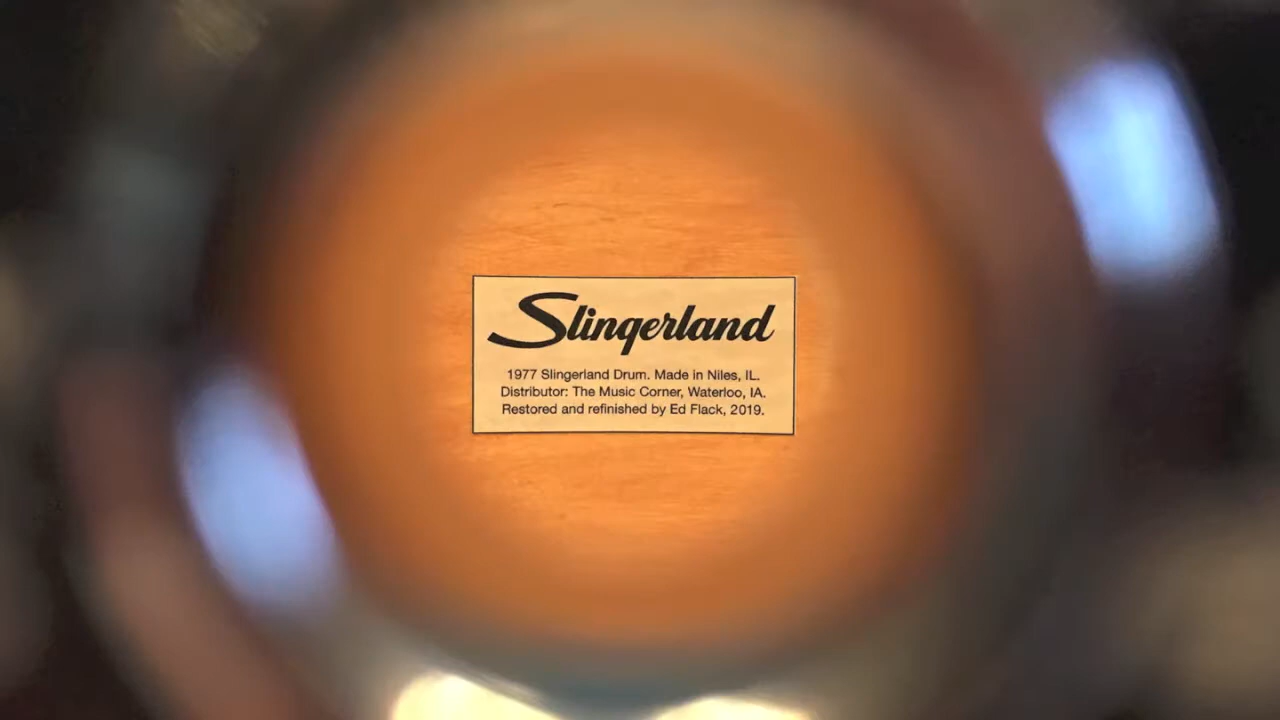 Slingerland
1977 Slingerland Drum. Made in Niles, IL.
Distributor: The Music Corner, Waterloo, IA.
Restored and refinished by Ed Flack, 2019.